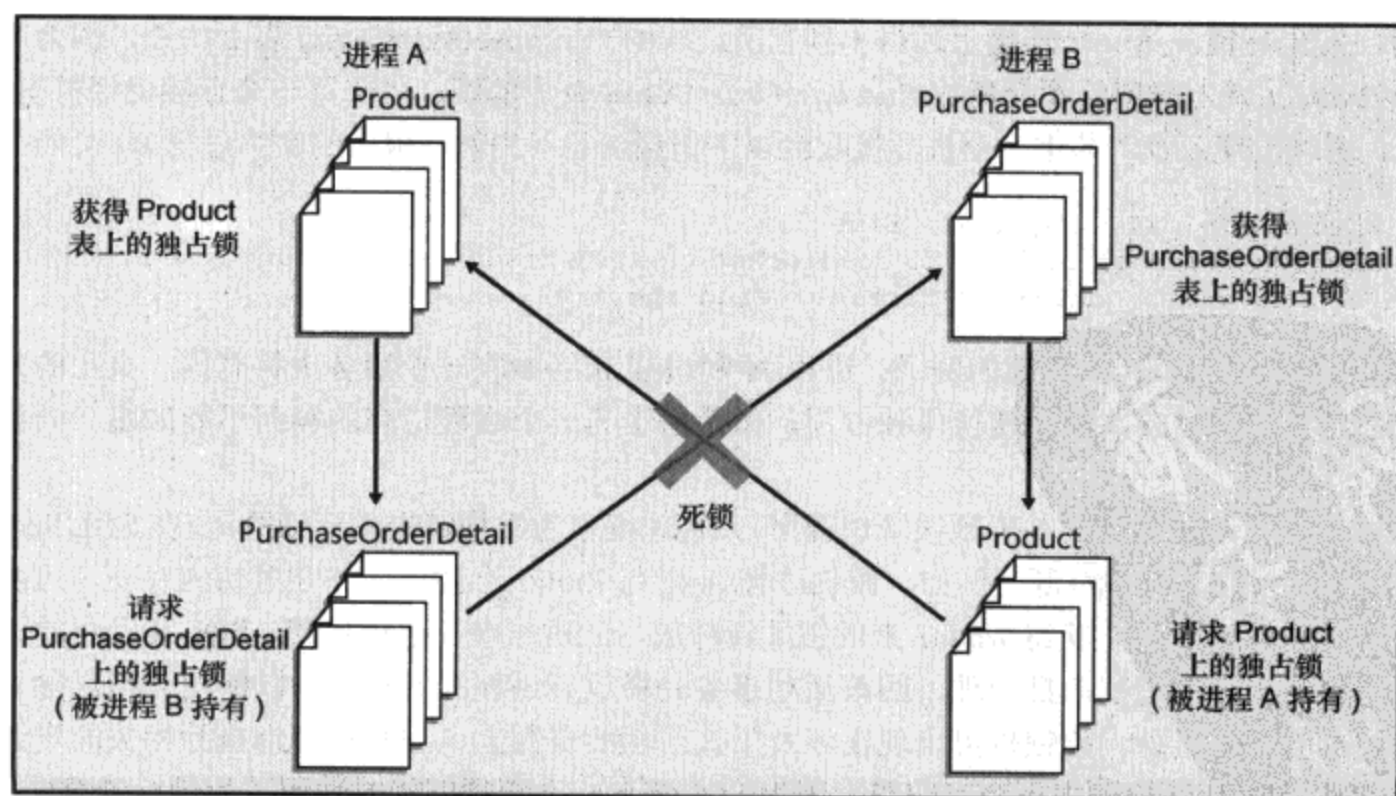 进程 A
Product
获得 Product
表上的独占锁
进程 B
PurchaseOrderDetail
获得
PurchaseOrderDetail
表上的独占锁
死锁
PurchaseOrderDetail
请求
PurchaseOrderDetail
上的独占锁
(被进程 B 持有)
Product
请求 Product
上的独占锁
(被进程 A 持有)